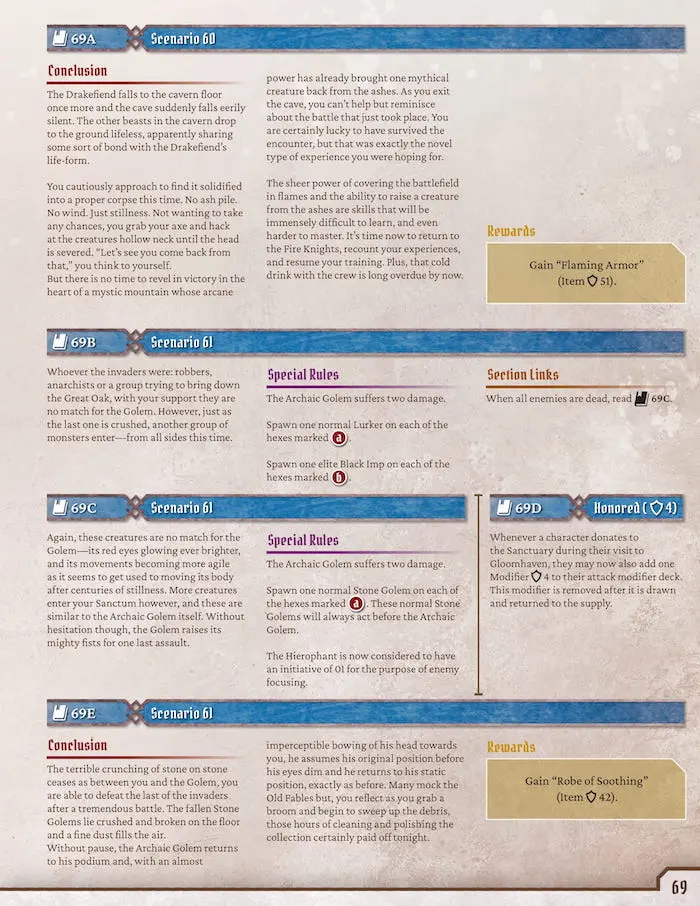 69A
Scenario 60
Conclusion
The Drakefiend falls to the cavern floor
once more and the cave suddenly falls eerily
silent. The other beasts in the cavern drop
to the ground lifeless, apparently sharing
some sort of bond with the Drakefiend's
life-form.
You cautiously approach to find it solidified
into a proper corpse this time. No ash pile.
No wind. Just stillness. Not wanting to take
any chances, you grab your axe and hack
at the creatures hollow neck until the head
is severed. “Let's see you come back from
that,” you think to yourself.
But there is no time to revel in victory in the
heart of a mystic mountain whose arcane
power has already brought one mythical
creature back from the ashes. As you exit
the cave, you can't help but reminisce
about the battle that just took place. You
are certainly lucky to have survived the
encounter, but that was exactly the novel
type of experience you were hoping for.
The sheer power of covering the battlefield
in flames and the ability to raise a creature
from the ashes are skills that will be
immensely difficult to learn, and even
harder to master. It's time now to return to
the Fire Knights, recount your experiences,
and resume your training. Plus, that cold
drink with the crew is long overdue by now.
Rewards
Gain “Flaming Armor”
(Item 51).
69B
Scenario 61
Whoever the invaders were: robbers,
anarchists or a group trying to bring down
the Great Oak, with your support they are
no match for the Golem. However, just as
the last one is crushed, another group of
monsters enter—from all sides this time.
Special Rules
The Archaic Golem suffers two damage.
Spawn one normal Lurker on each of the
hexes marked a.
Spawn one elite Black Imp on each of the
hexes marked b.
Section Links
When all enemies are dead, read 69C.
69C
Scenario 61
Again, these creatures are no match for the
Golem—its red eyes glowing ever brighter,
and its movements becoming more agile
as it seems to get used to moving its body
after centuries of stillness. More creatures
enter your Sanctum however, and these are
similar to the Archaic Golem itself. Without
hesitation though, the Golem raises its
mighty fists for one last assault.
Special Rules
The Archaic Golem suffers two damage.
Spawn one normal Stone Golem on each of
the hexes marked a. These normal Stone
Golems will always act before the Archaic
Golem.
The Hierophant is now considered to have
an initiative of 01 for the purpose of enemy
focusing.
69D
Honored ( 4)
Whenever a character donates to
the Sanctuary during their visit to
Gloomhaven, they may now also add one
Modifier 4 to their attack modifier deck.
This modifier is removed after it is drawn
and returned to the supply.
69E
Scenario 61
Conclusion
The terrible crunching of stone on stone
ceases as between you and the Golem, you
are able to defeat the last of the invaders
after a tremendous battle. The fallen Stone
Golems lie crushed and broken on the floor
and a fine dust fills the air.
Without pause, the Archaic Golem returns
to his podium and, with an almost
imperceptible bowing of his head towards
you, he assumes his original position before
his eyes dim and he returns to his static
position, exactly as before. Many mock the
Old Fables but, you reflect as you grab a
broom and begin to sweep up the debris,
those hours of cleaning and polishing the
collection certainly paid off tonight.
Rewards
Gain “Robe of Soothing”
(Item 42).
69